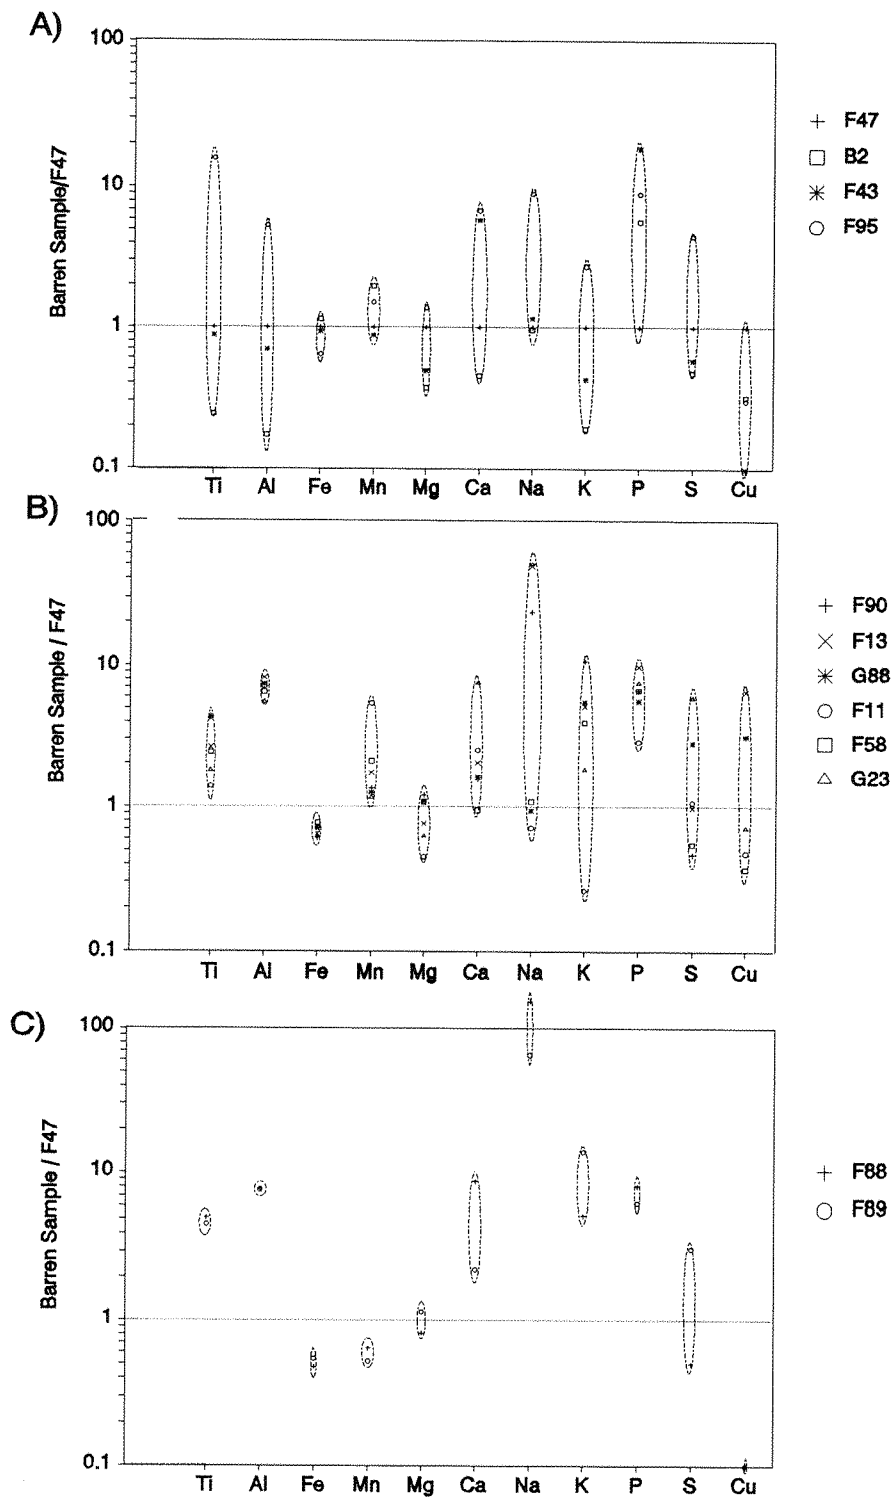 A)
100
10
1
0.1
Barren Sample/F47
Ti Al Fe Mn Mg Ca Na K P S Cu
F47
B2
F43
F95
B)
100
10
1
0.1
Barren Sample / F47
Ti Al Fe Mn Mg Ca Na K P S Cu
F90
F13
G88
F11
F58
G23
C)
100
10
1
0.1
Barren Sample / F47
Ti Al Fe Mn Mg Ca Na K P S Cu
F88
F89